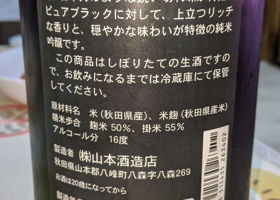 ピュアブラックに対して、上立つリッチ
な香りと、穏やかな味わいが特徴の純米
吟醸です。
この商品はしぼりたての生酒ですの
で、お飲みになるまでは冷蔵庫にて保管
してください。
原材料名 米(秋田県産)、米麹(秋田県産米)
精米歩合 麹米 50%、掛米 55%
アルコール分 16度
製造者 ㈱山本酒造店
秋田県山本郡八峰町八森字八森269
お酒は20歳になってから